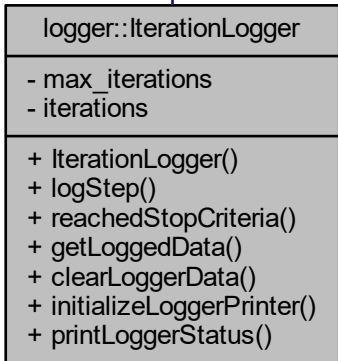 logger::IterationLogger
- max_iterations
- iterations
+ IterationLogger()
+ logStep()
+ reachedStopCriteria()
+ getLoggedData()
+ clearLoggerData()
+ initializeLoggerPrinter()
+ printLoggerStatus()